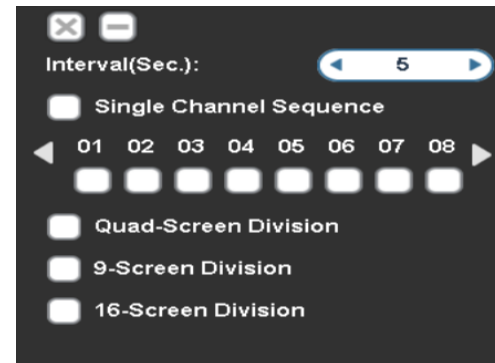 Interval(Sec.): 5
Single Channel Sequence
01 02 03 04 05 06 07 08
Quad-Screen Division
9-Screen Division
16-Screen Division